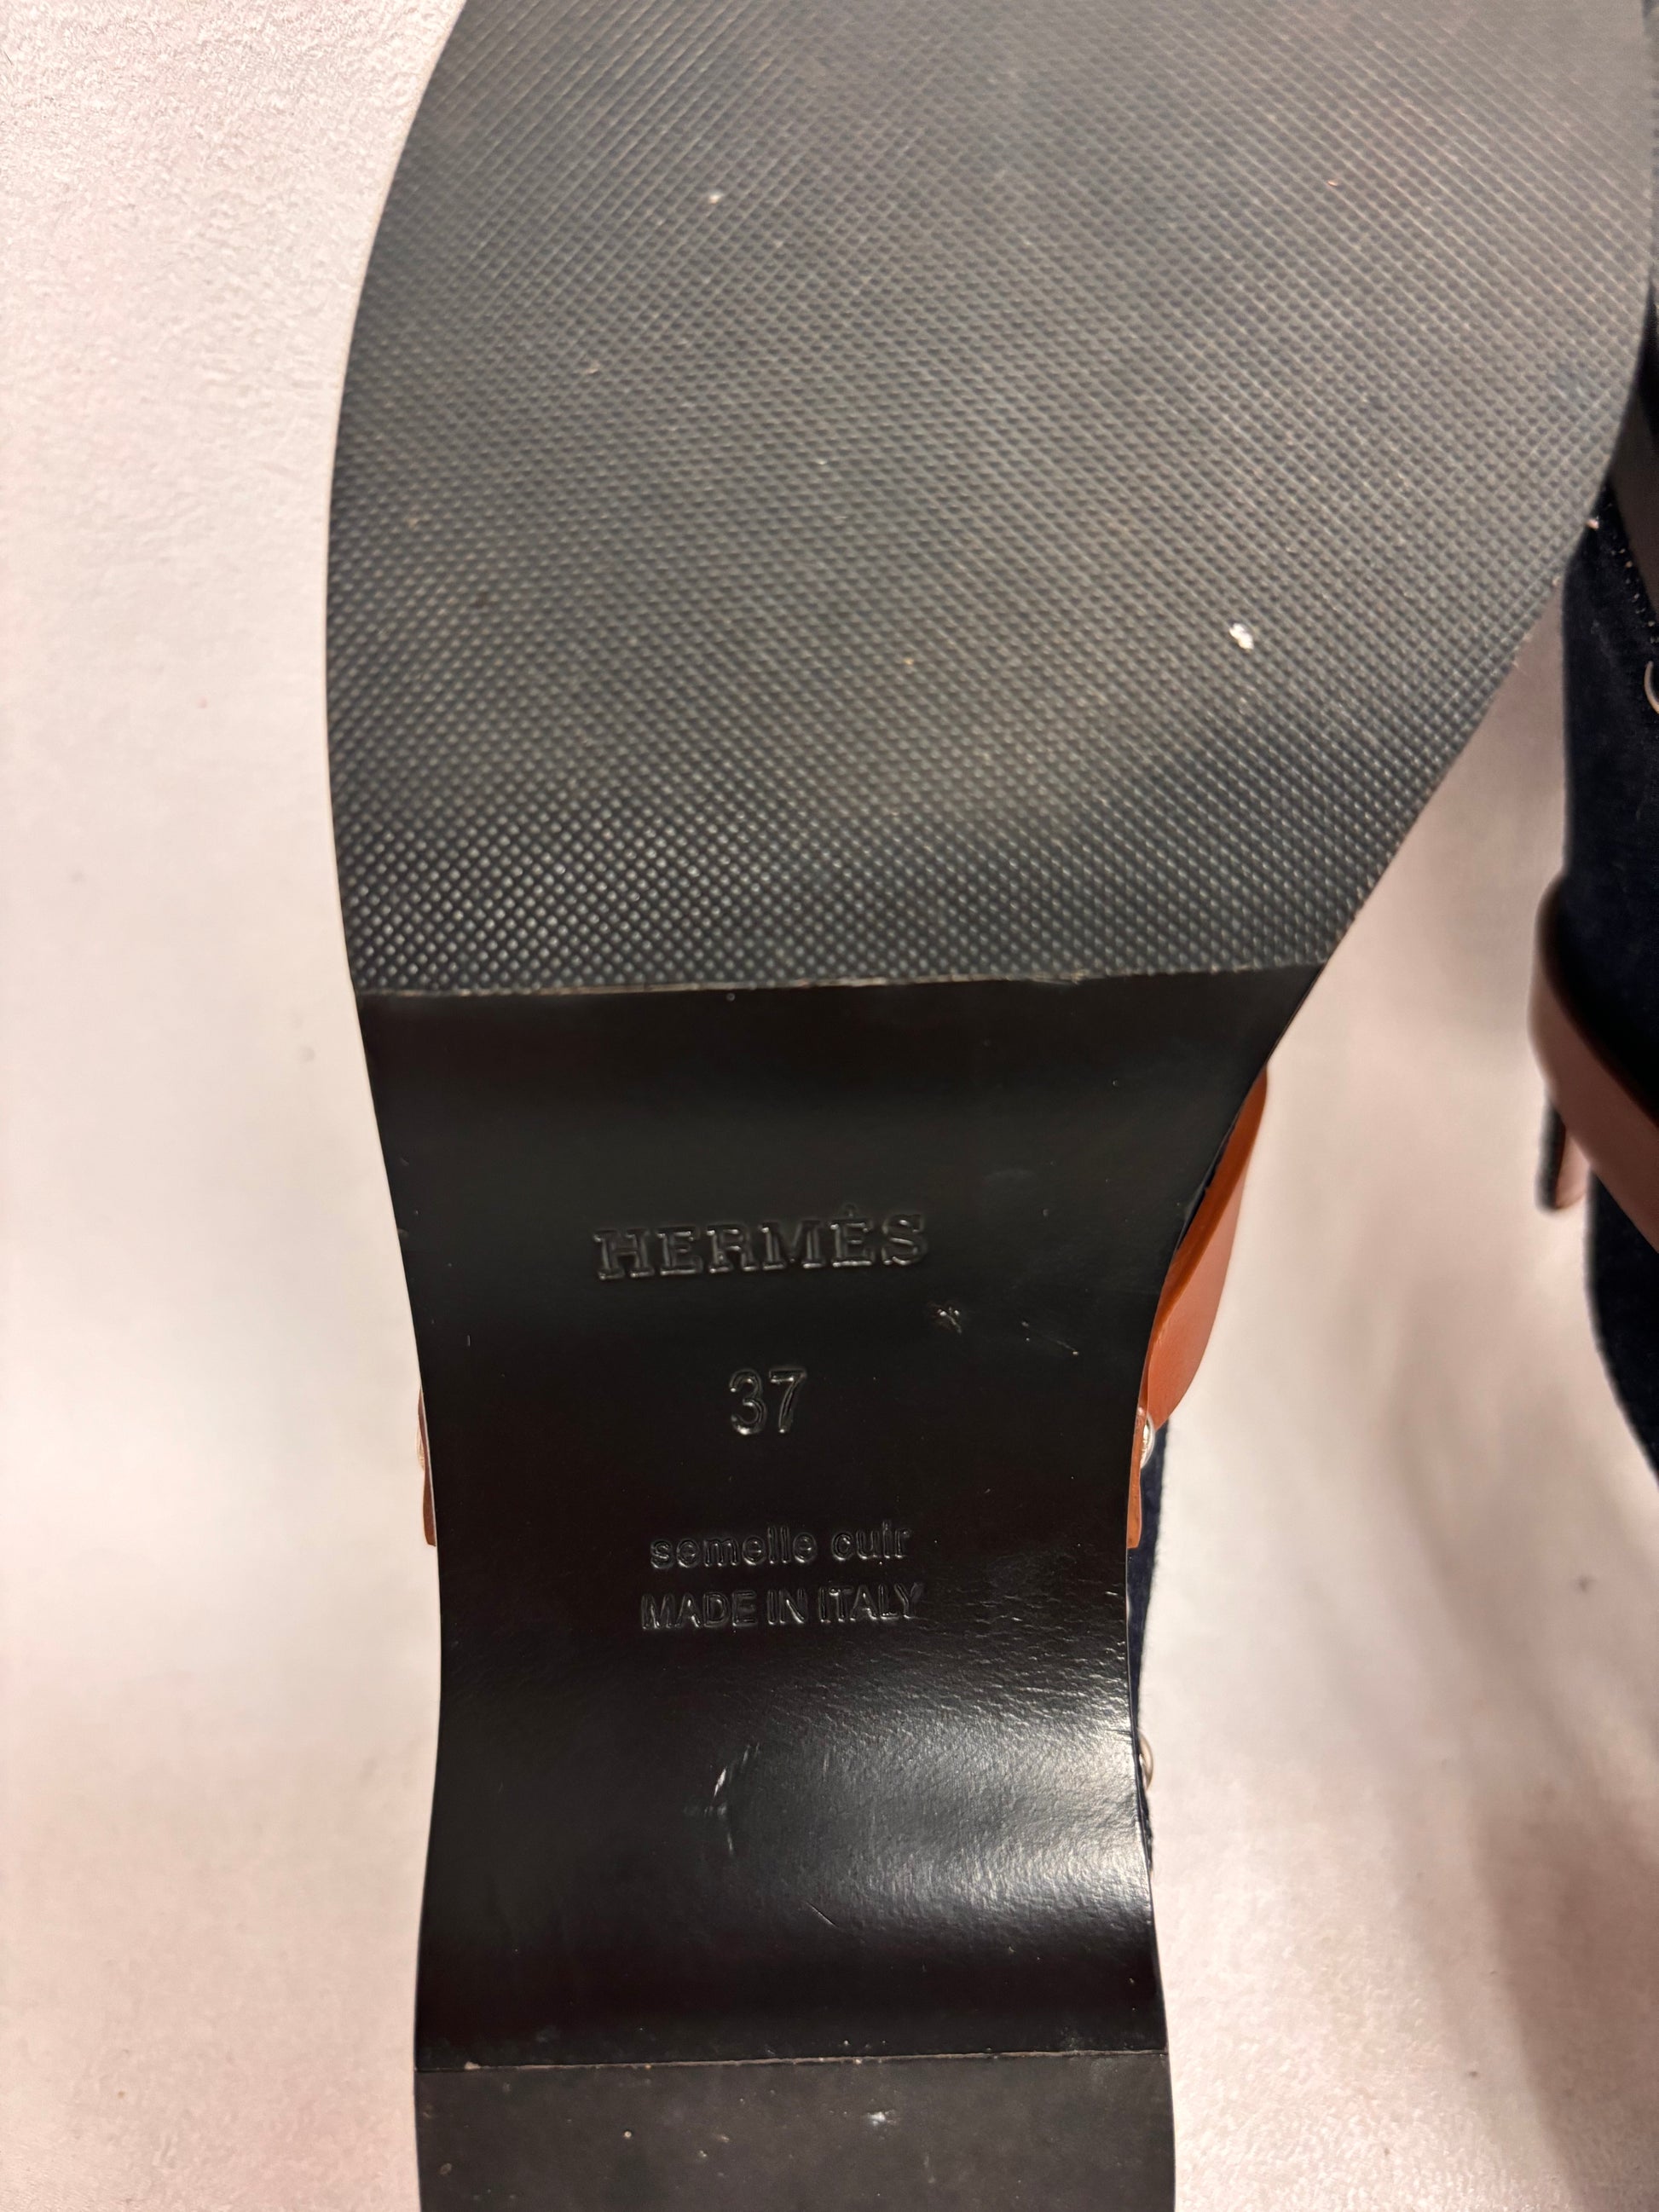 HERMÈS
37
semelle cuir
MADE IN ITALY